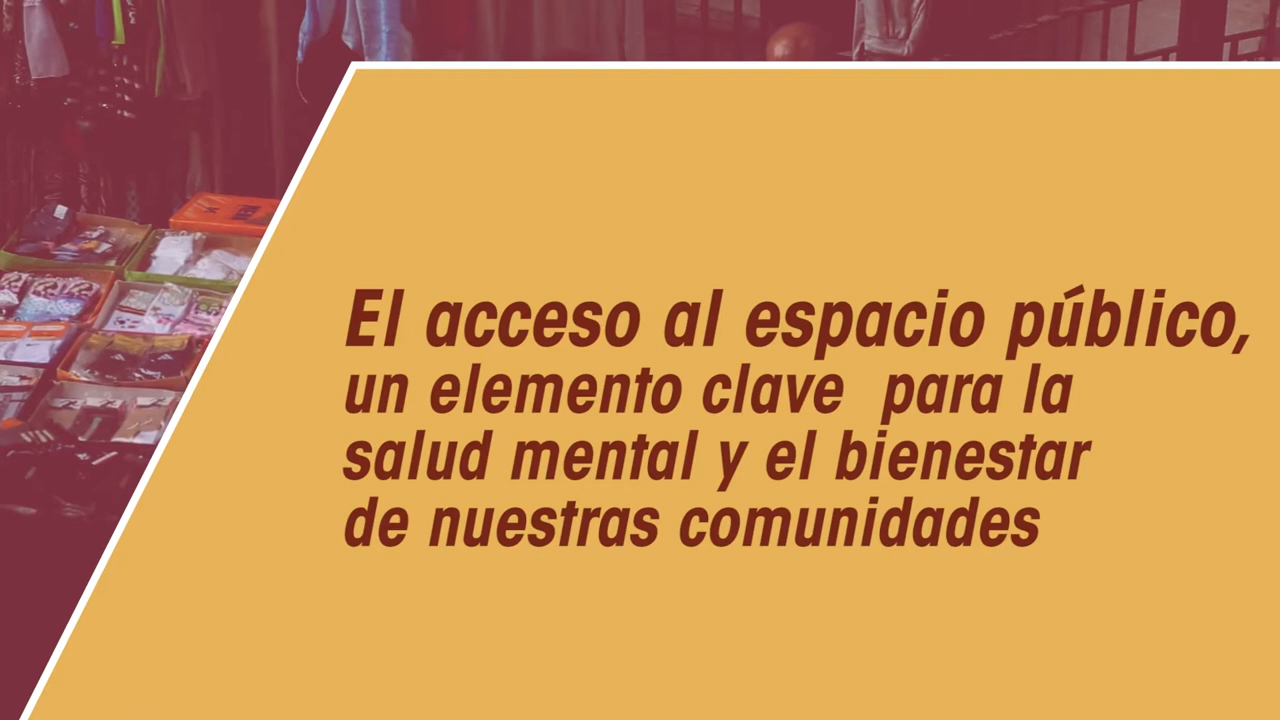 El acceso al espacio público,
un elemento clave  para la
salud mental y el bienestar
de nuestras comunidades